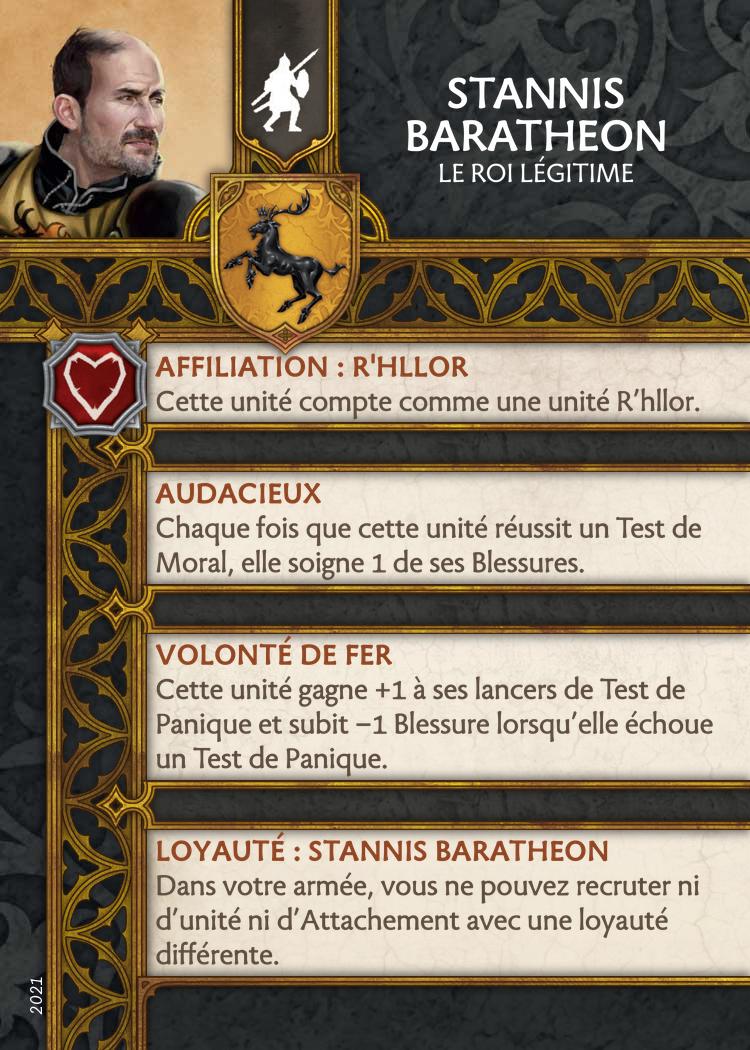 STANNIS
BARATHEON
LE ROI LÉGITIME
AFFILIATION : R'HLLOR
Cette unité compte comme une unité R’hllor.
AUDACIEUX
Chaque fois que cette unité réussit un Test de
Moral, elle soigne 1 de ses Blessures.
VOLONTÉ DE FER
Cette unité gagne +1 à ses lancers de Test de
Panique et subit –1 Blessure lorsqu’elle échoue
un Test de Panique.
LOYAUTÉ : STANNIS BARATHEON
Dans votre armée, vous ne pouvez recruter ni
d’unité ni d’Attachement avec une loyauté
différente.
2021